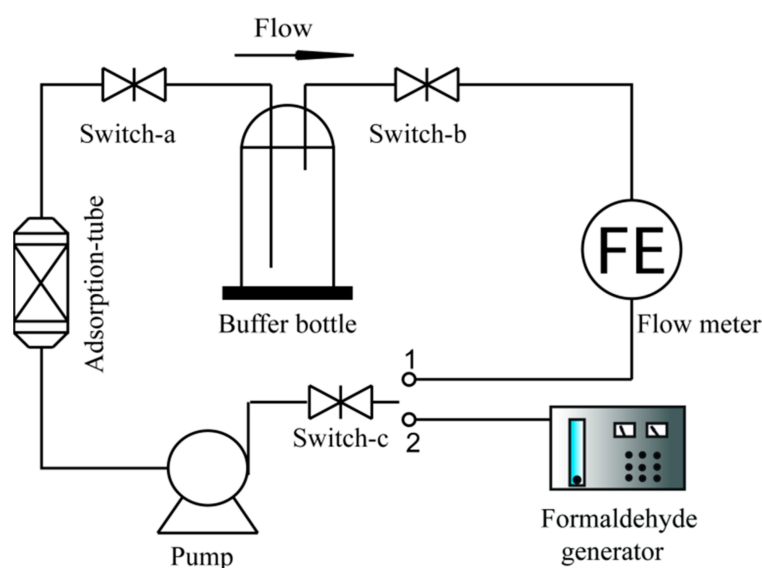 Flow
Switch-a
Switch-b
Adsorption-tube
FE
Buffer bottle
Flow meter
1
Switch-c
2
Formaldehyde
generator
Pump